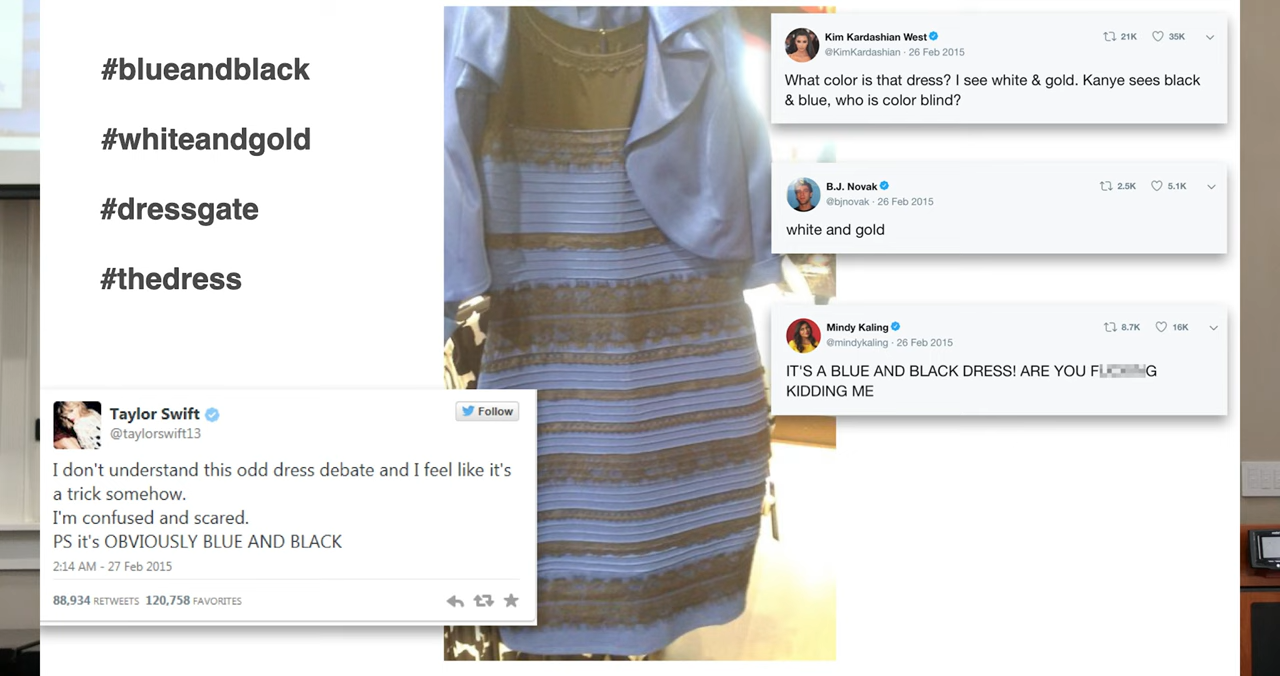 #blueandblack
#whiteandgold
#dressgate
#thedress
Taylor Swift
@taylorswift13
Follow
I don't understand this odd dress debate and I feel like it's
a trick somehow.
I'm confused and scared.
PS it's OBVIOUSLY BLUE AND BLACK
2:14 AM - 27 Feb 2015
88,934 RETWEETS 120,758 FAVORITES
Kim Kardashian West
@KimKardashian · 26 Feb 2015
21K 35K
What color is that dress? I see white & gold. Kanye sees black
& blue, who is color blind?
B.J. Novak
@bjnovak · 26 Feb 2015
2.5K 5.1K
white and gold
Mindy Kaling
@mindykaling · 26 Feb 2015
8.7K 16K
IT'S A BLUE AND BLACK DRESS! ARE YOU F G
KIDDING ME